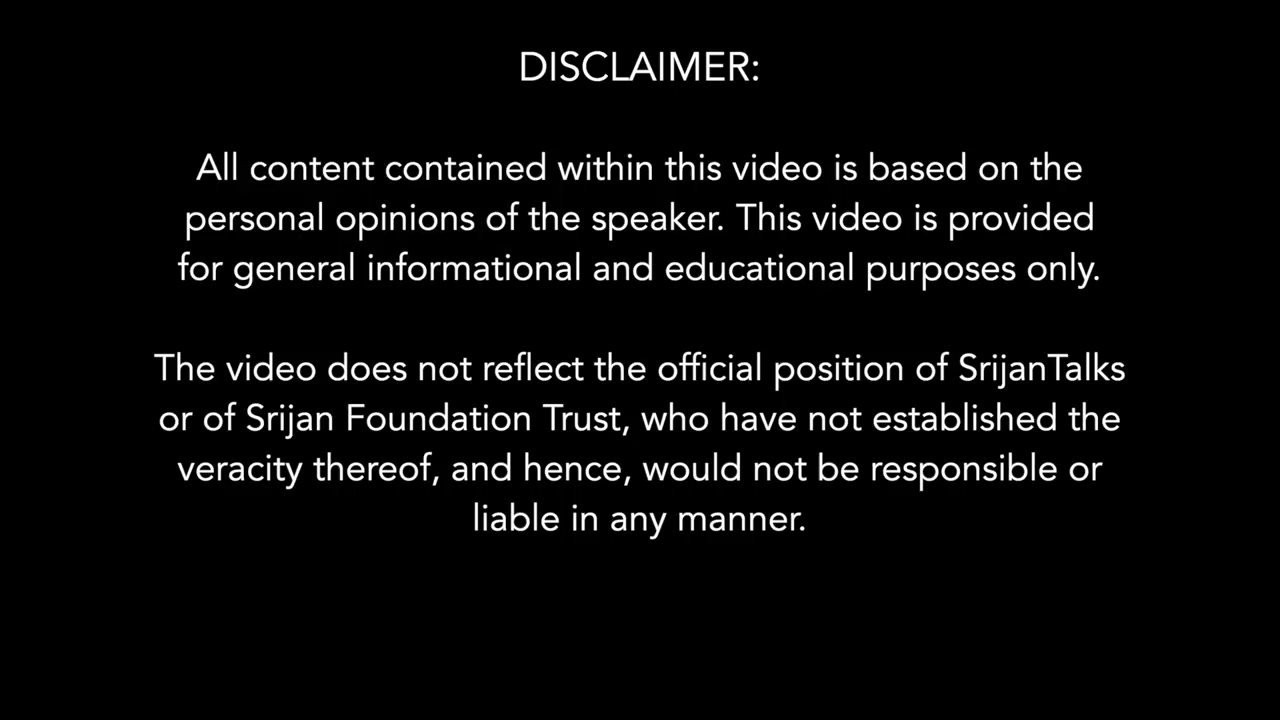 DISCLAIMER:
All content contained within this video is based on the
personal opinions of the speaker. This video is provided
for general informational and educational purposes only.
The video does not reflect the official position of SrijanTalks
or of Srijan Foundation Trust, who have not established the
veracity thereof, and hence, would not be responsible or
liable in any manner.